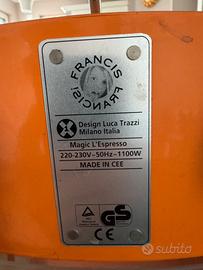 FRANCIS
FRANCIS!
X
Design Luca Trazzi
Milano Italia
Magic L'Espresso
220-230V~50Hz-1100W
MADE IN CEE
GS
CE
subito